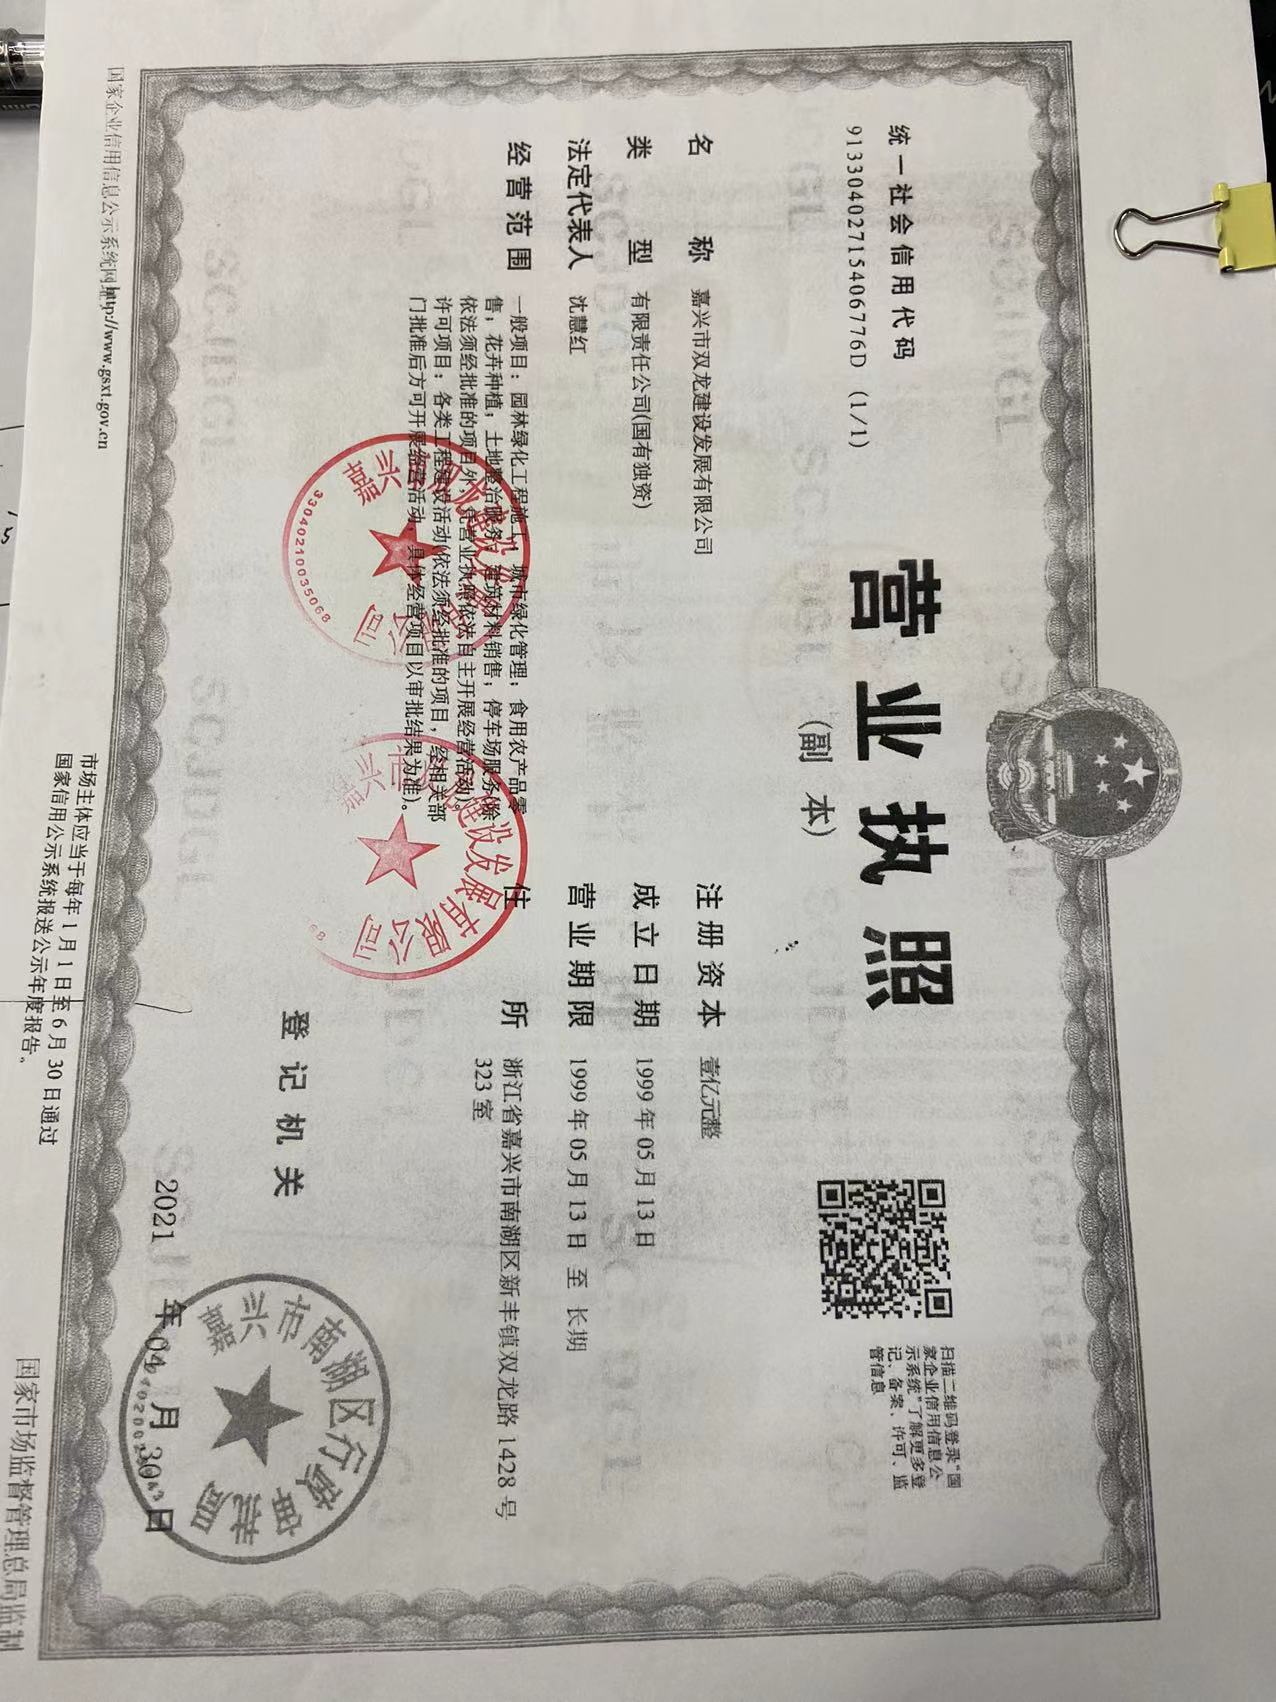 统一社会信用代码
91330402715406776D (1/1)
营业执照
(副 本)
扫描二维码登录“国
家企业信用信息公
示系统”了解更多登
记、备案、许可、监
管信息
名 称 嘉兴市双龙建设发展有限公司
类 型 有限责任公司(国有独资)
法定代表人 沈慧红
经营范围 一般项目：园林绿化工程施工；城市绿化管理；食用农产品零
售；花卉种植；土地整治服务；建筑材料销售；停车场服务(除
依法须经批准的项目外，凭营业执照依法自主开展经营活动)。
许可项目：各类工程建设活动(依法须经批准的项目，经相关部
门批准后方可开展经营活动，具体经营项目以审批结果为准)。
注册资本 壹亿元整
成立日期 1999年05月13日
营业期限 1999年05月13日 至 长期
住 所 浙江省嘉兴市南湖区新丰镇双龙路1428号
323室
嘉兴市双龙建设发展有限公司
33040210035068
嘉兴市双龙建设发展有限公司
68
登记机关
嘉兴市南湖区行政审批局
2021 年 04 月 30 日
国家企业信用信息公示系统网址：http://www.gsxt.gov.cn
市场主体应当于每年1月1日至6月30日通过
国家信用公示系统报送公示年度报告。
国家市场监督管理总局监制
SCJDGL